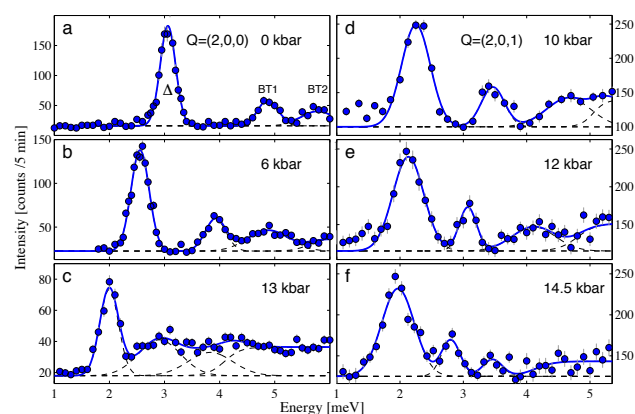 a Q=(2,0,0) 0 kbar
Δ BT1 BT2
150
100
50
b 6 kbar
150
100
50
c 13 kbar
80
60
40
20
1 2 3 4 5
d Q=(2,0,1) 10 kbar
250
200
150
100
e 12 kbar
250
200
150
f 14.5 kbar
250
200
150
1 2 3 4 5
Intensity [counts /5 min]
Energy [meV]